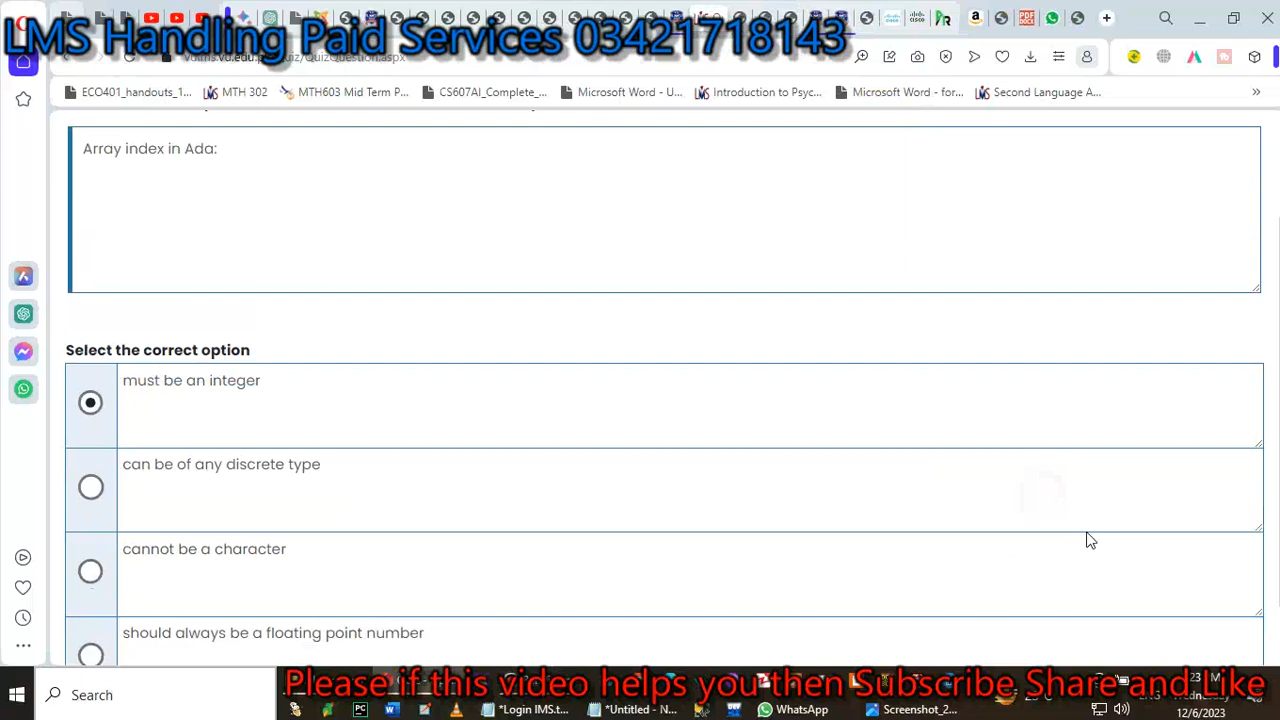 LMS Handling Paid Services 03421718143
ECO401_handouts_1...
MTH 302
MTH603 Mid Term P...
CS607AI_Complete_...
Microsoft Word - U...
Introduction to Psyc...
Microsoft Word - for...
Second Language A...
Array index in Ada:
Select the correct option
must be an integer
can be of any discrete type
cannot be a character
should always be a floating point number
Please if this video helps you then Subscribe Share and Like
Search
*Login IMS.t...
*Untitled - N...
WhatsApp
Screenshot_2...
12/6/2023